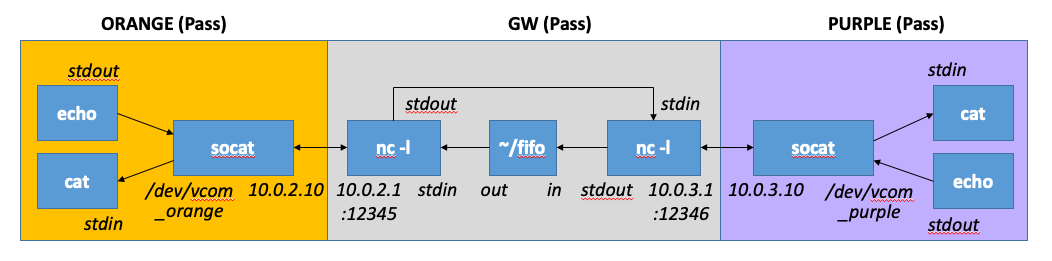 ORANGE (Pass)
GW (Pass)
PURPLE (Pass)
stdout
echo
cat
stdin
socat
/dev/vcom
_orange
10.0.2.10
stdout
nc -l
10.0.2.1
:12345
stdin
~/fifo
out
in
stdin
nc -l
stdout
10.0.3.1
:12346
socat
10.0.3.10
/dev/vcom
_purple
stdin
cat
echo
stdout